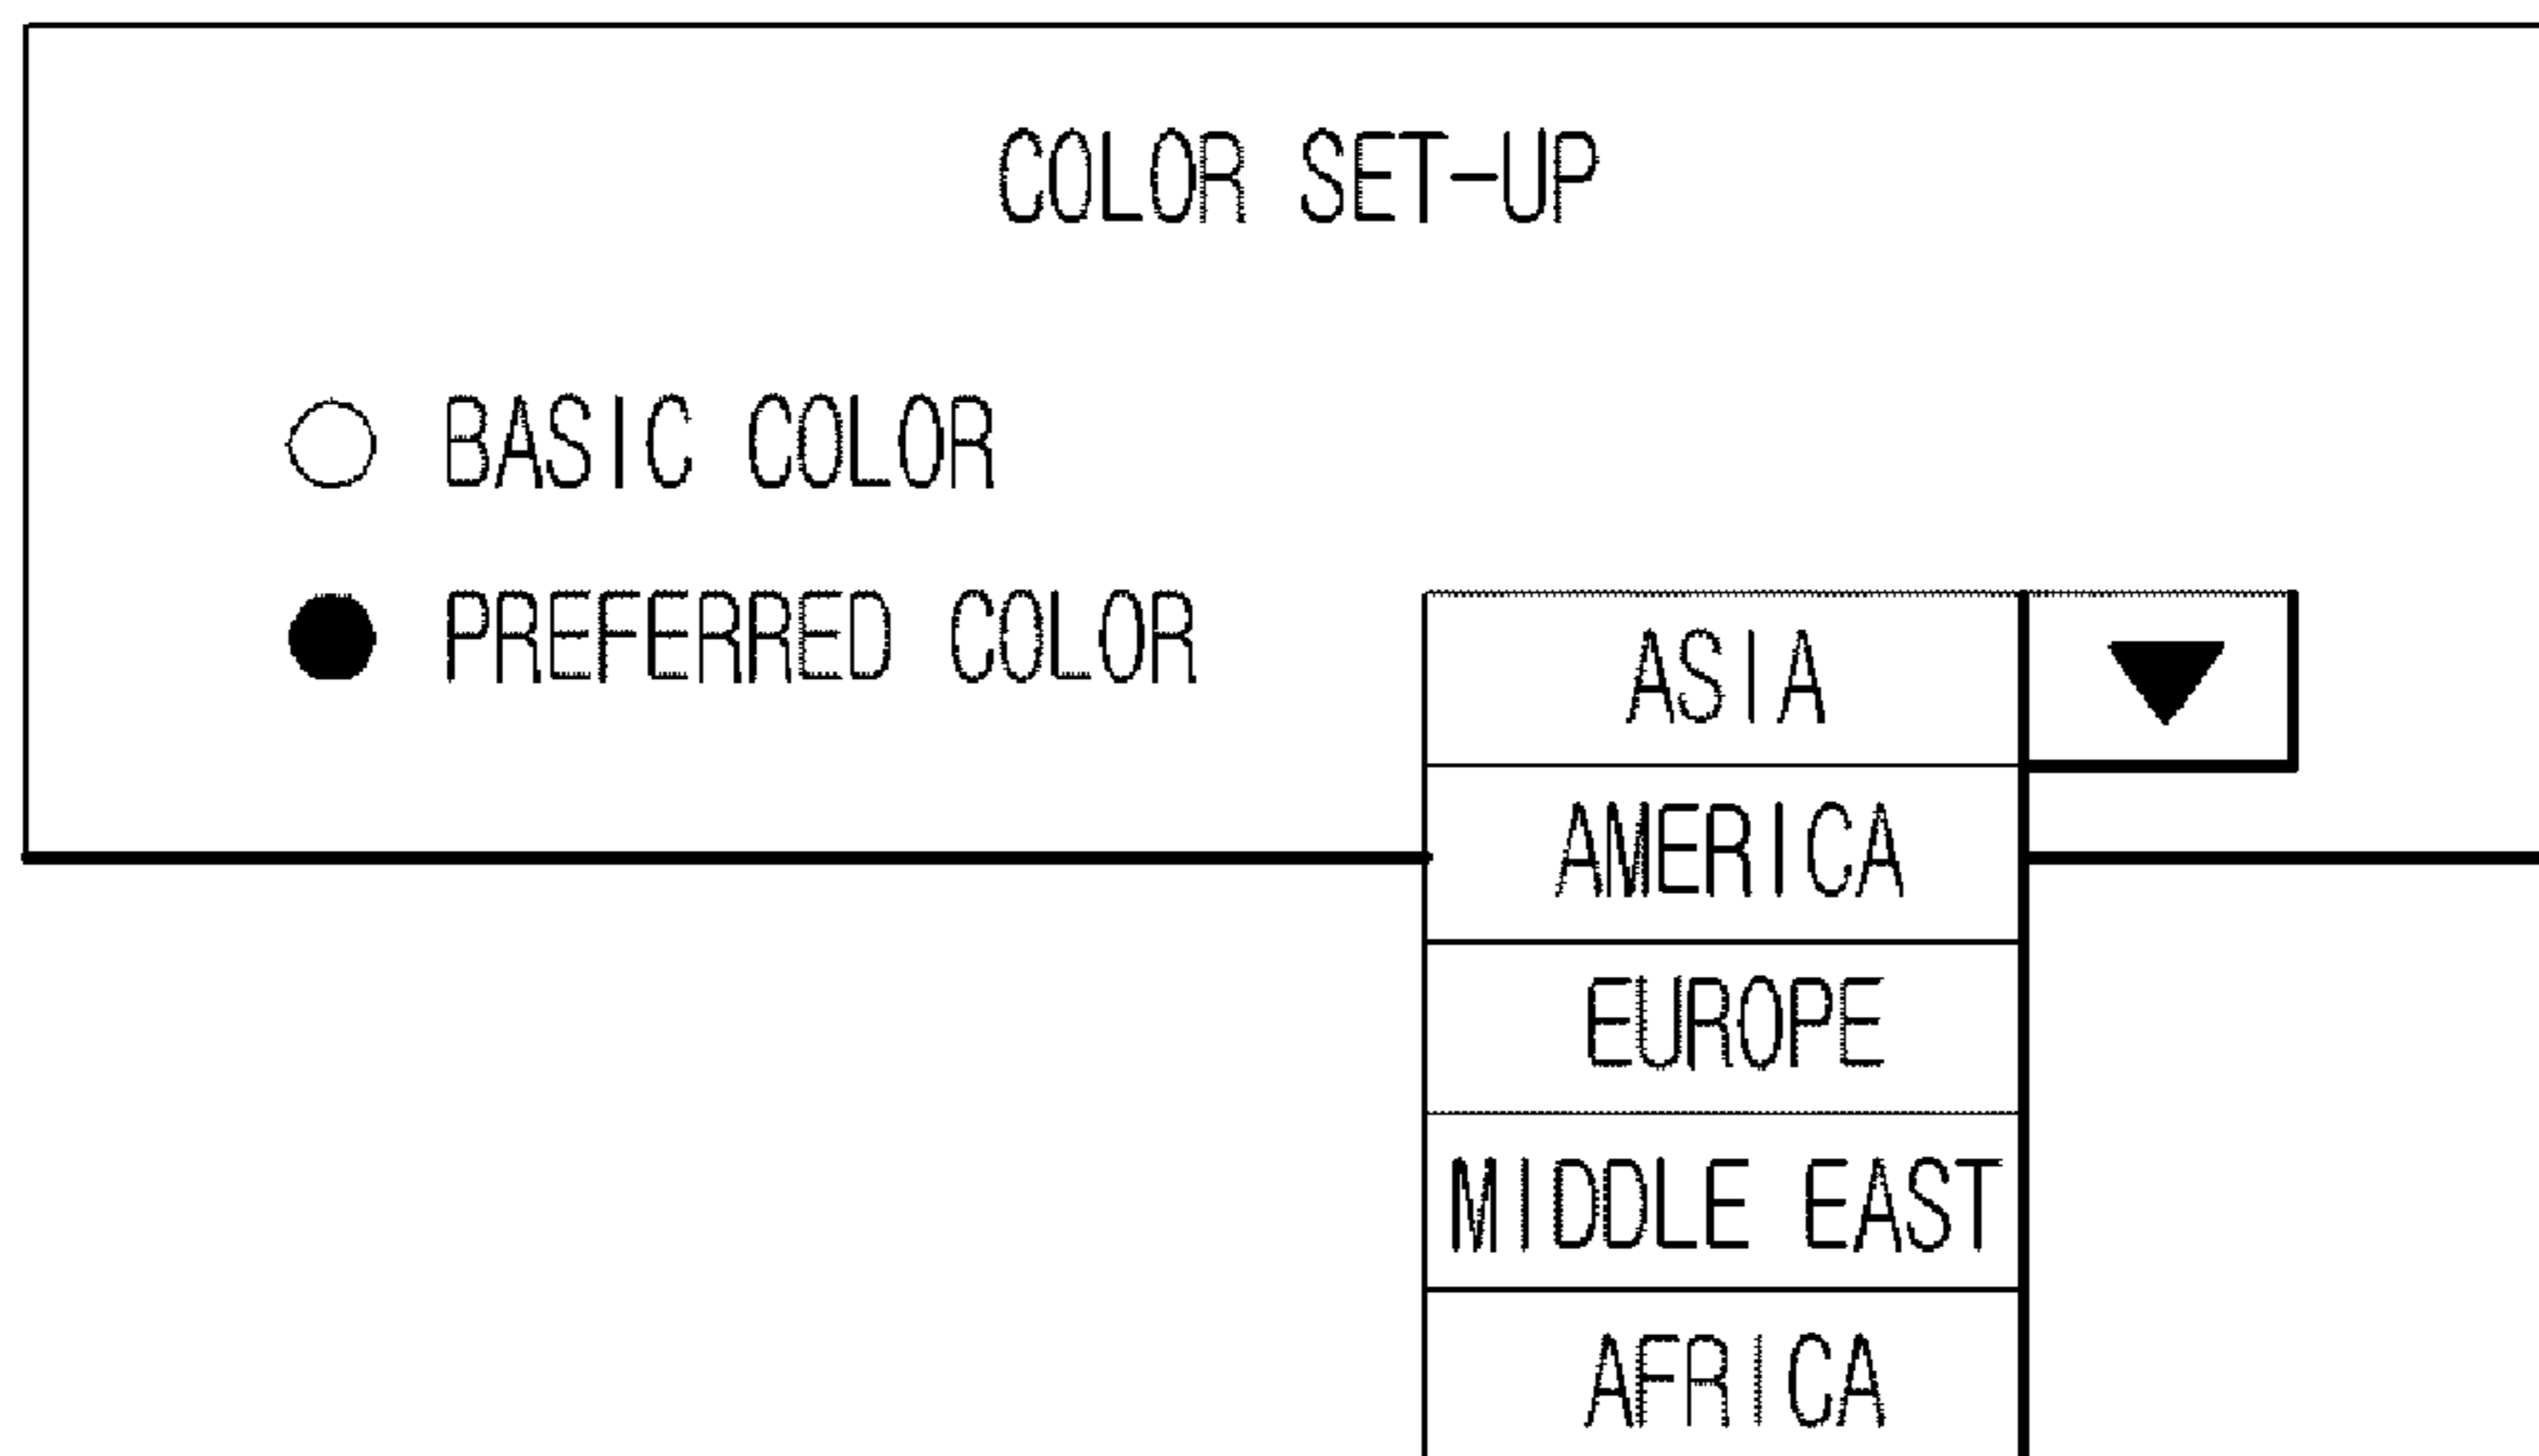 COLOR SET-UP
BASIC COLOR
PREFERRED COLOR
ASIA
AMERICA
EUROPE
MIDDLE EAST
AFRICA